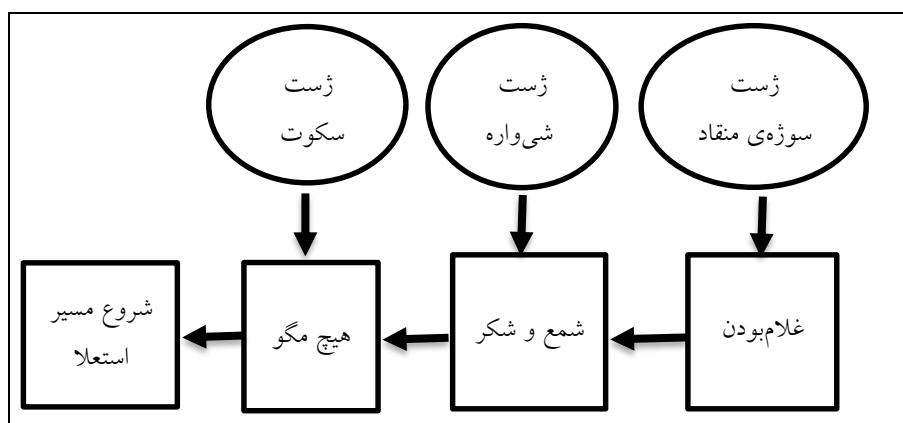 ژست
سوژه‌ی منقاد
ژست
شی‌واره
ژست
سکوت
غلام‌بودن
شمع و شکر
هیچ مگو
شروع مسیر
استعلا